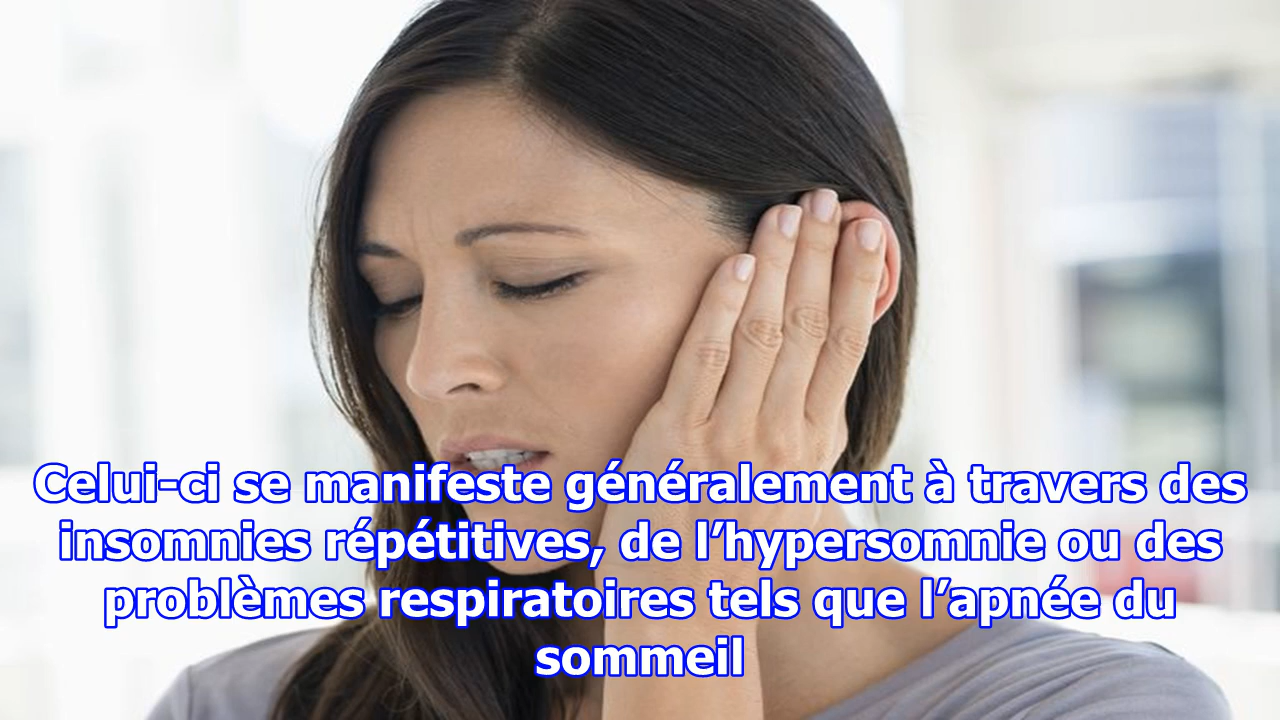 Celui-ci se manifeste généralement à travers des
insomnies répétitives, de l’hypersomnie ou des
problèmes respiratoires tels que l’apnée du
sommeil